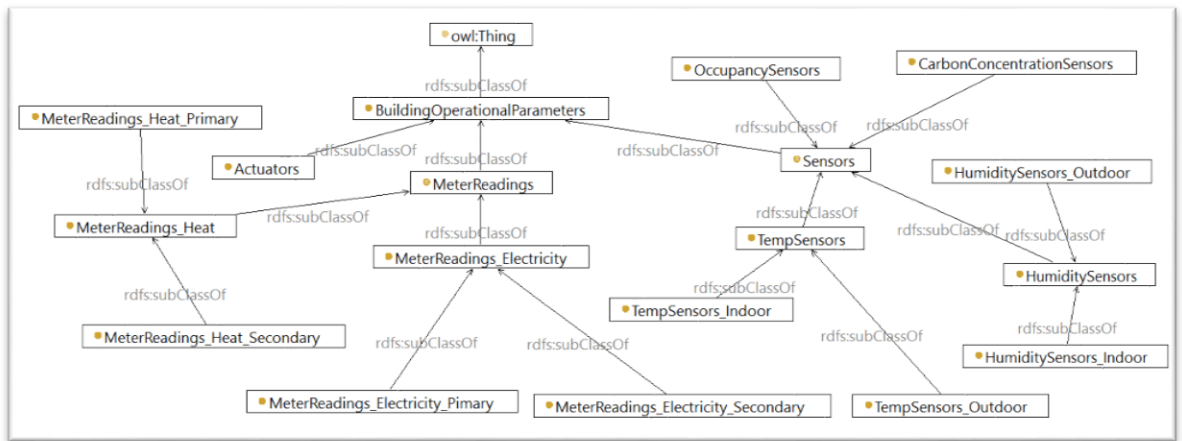 owl:Thing
OccupancySensors
CarbonConcentrationSensors
rdfs:subClassOf
MeterReadings_Heat_Primary
BuildingOperationalParameters
rdfs:subClassOf
rdfs:subClassOf
rdfs:subClassOf
rdfs:subClassOf
rdfs:subClassOf
Actuators
rdfs:subClassOf
Sensors
HumiditySensors_Outdoor
rdfs:subClassOf
MeterReadings
rdfs:subClassOf
rdfs:subClassOf
MeterReadings_Heat
rdfs:subClassOf
TempSensors
rdfs:subClassOf
rdfs:subClassOf
MeterReadings_Electricity
HumiditySensors
rdfs:subClassOf
rdfs:subClassOf
TempSensors_Indoor
MeterReadings_Heat_Secondary
rdfs:subClassOf
rdfs:subClassOf
rdfs:subClassOf
rdfs:subClassOf
HumiditySensors_Indoor
MeterReadings_Electricity_Pimary
MeterReadings_Electricity_Secondary
TempSensors_Outdoor